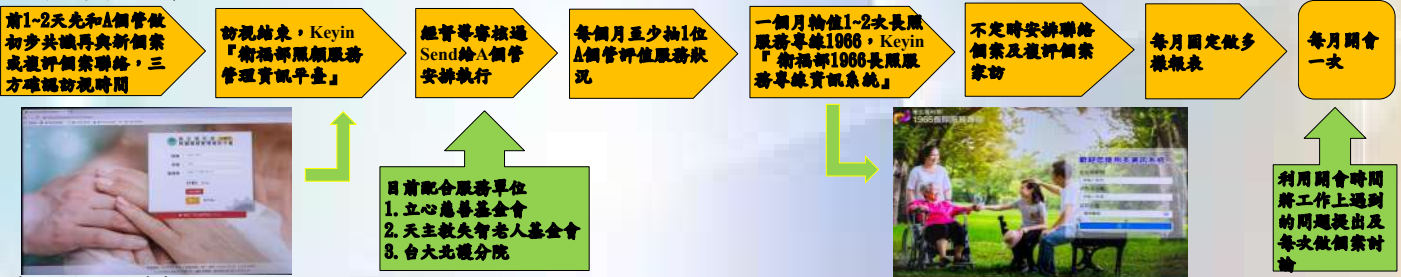 前1~2天先和A個管做
初步共識再與新個案
或複評個案聯絡，三
方確認訪視時間
訪視結束，Keyin
『衛福部照顧服務
管理資訊平臺』
經督導審核過
Send給A個管
安排執行
每個月至少抽1位
A個管評值服務狀
況
一個月輪值1~2次長照
服務專線1966，Keyin
『 衛福部1966長照服
務專線資訊系統』
不定時安排聯絡
個案及複評個案
家訪
每月固定做多
樣報表
每月開會
一次
目前配合服務單位
1.立心慈善基金會
2.天主教失智老人基金會
3.台大北護分院
歡迎您使用本資訊系統
利用開會時間
將工作上遇到
的問題提出及
每次做個案討
論